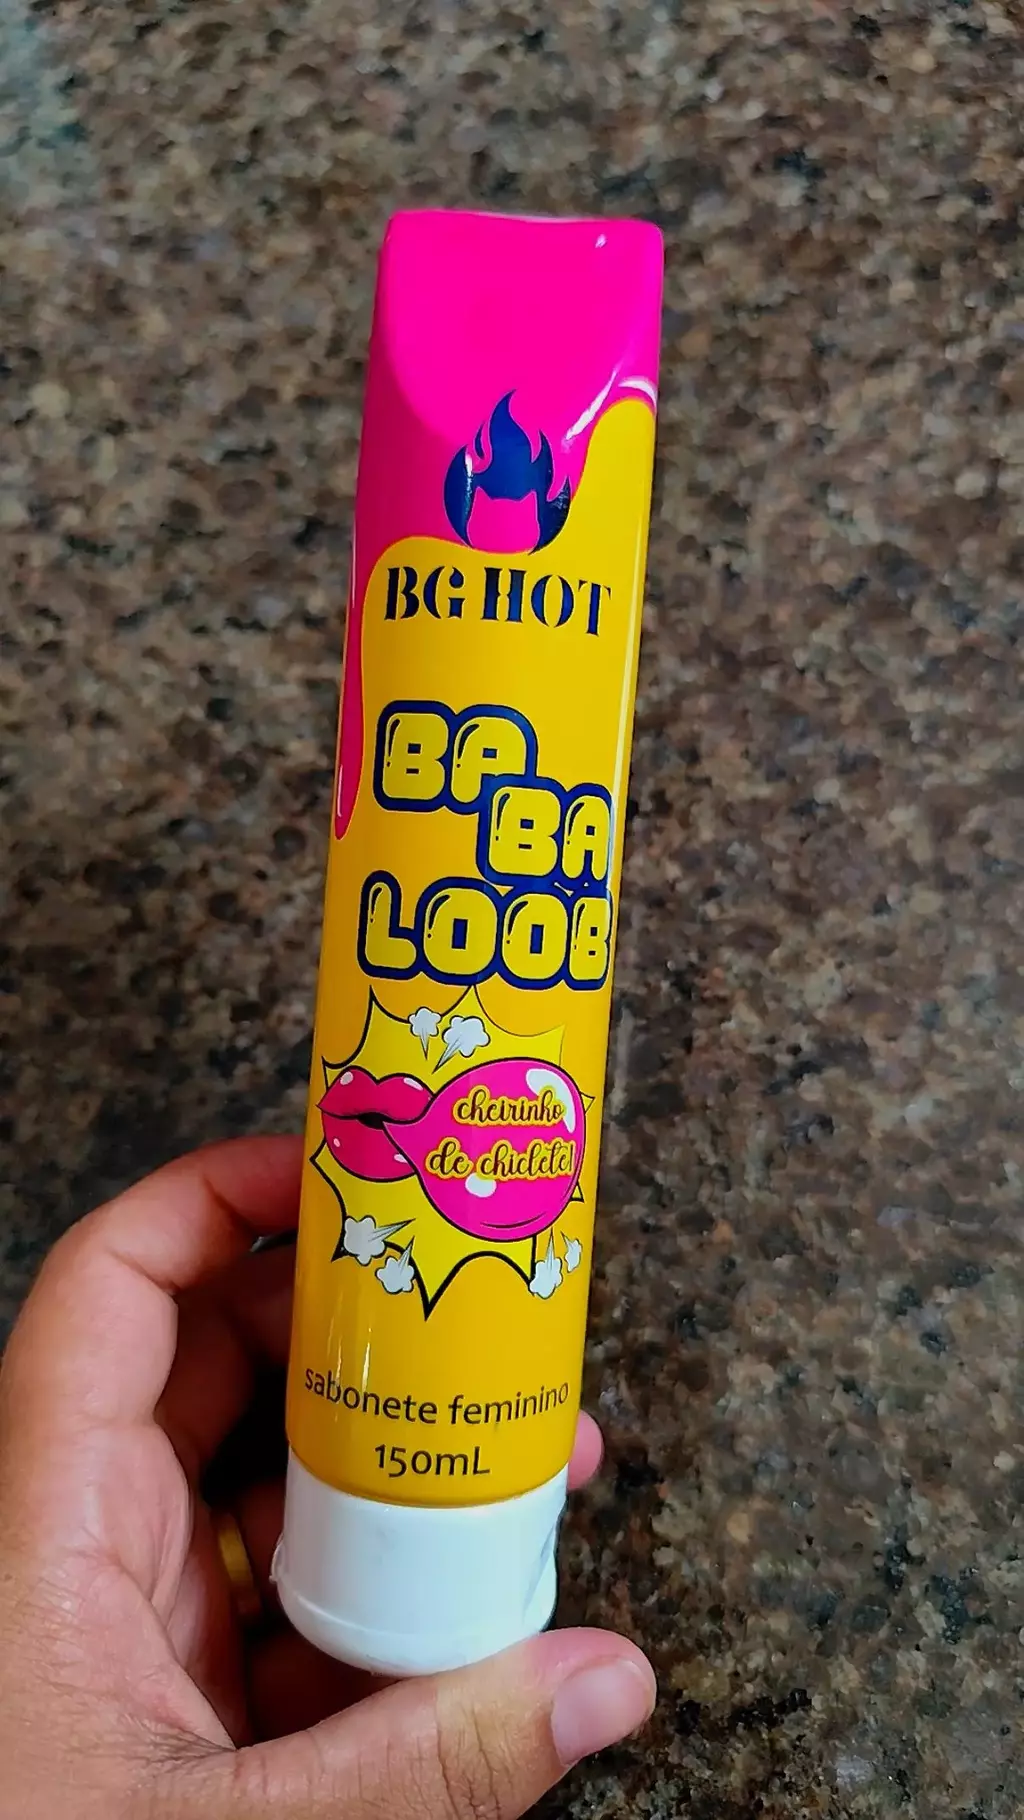 BG HOT
BA
BA
LOOB
cheirinho
de chiclete!
sabonete feminino
150mL